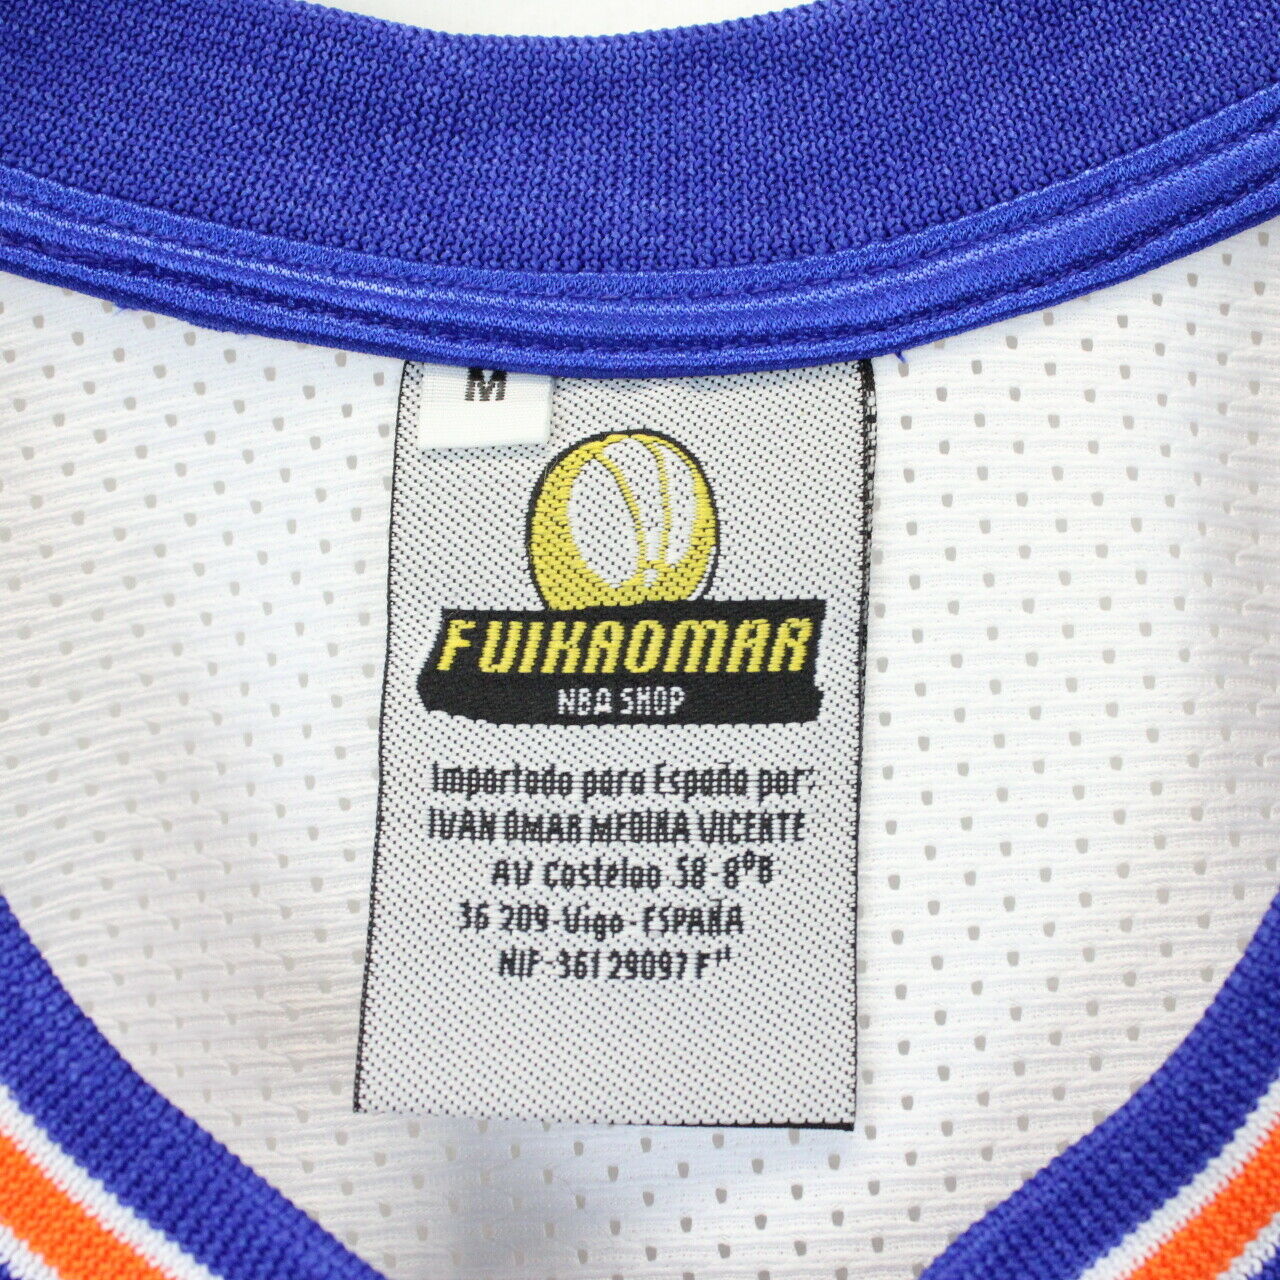 M
FUIKAOMAR
NBA SHOP
Importado para España por:
IVAN OMAR MEDINA VICENTE
AV Castelao 58-8ºB
36 209-Vigo-ESPAÑA
NIF-36129097F"